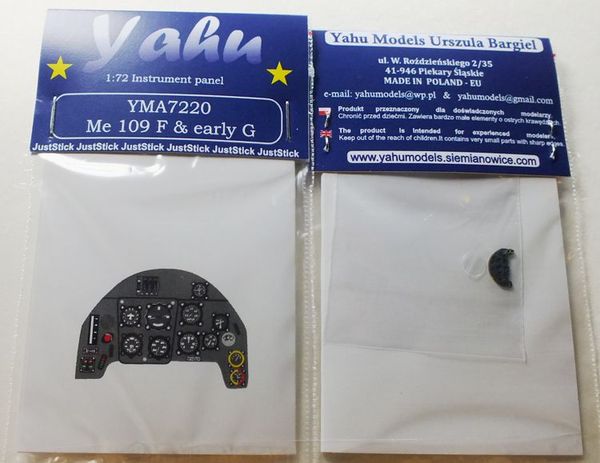 Yahu
1:72 Instrument panel
YMA7220
Me 109 F & early G
JustStick JustStick JustStick JustStick JustStick JustStick
Yahu Models Urszula Bargiel
ul. W. Roździeńskiego 2/35
41-946 Piekary Śląskie
MADE IN POLAND - EU
e-mail: yahumodels@wp.pl & yahumodels@gmail.com
Produkt przeznaczony dla doświadczonych modelarzy.
Chronić przed dziećmi. Zawiera bardzo małe elementy o ostrych krawędziach
The product is intended for experienced modeler.
Keep out of the reach of children.It contains very small parts with sharp edges.
www.yahumodels.siemianowice.com